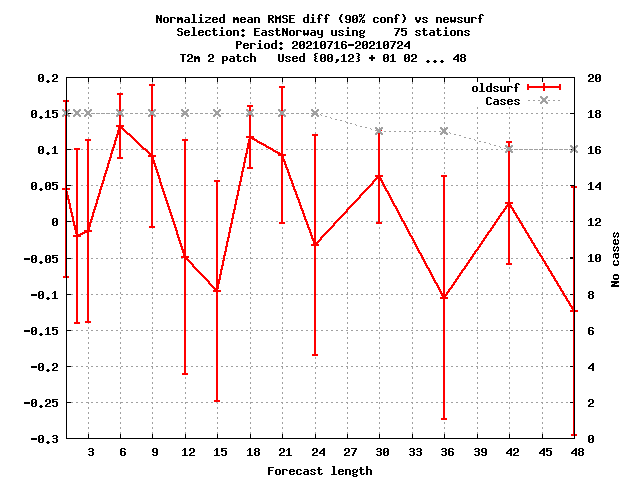 Normalized mean RMSE diff (90% conf) vs newsurf
Selection: EastNorway using    75 stations
Period: 20210716-20210724
T2m 2 patch   Used {00,12} + 01 02 ... 48
oldsurf
Cases
0.2
0.15
0.1
0.05
0
-0.05
-0.1
-0.15
-0.2
-0.25
-0.3
20
18
16
14
12
10
8
6
4
2
0
No cases
3 6 9 12 15 18 21 24 27 30 33 36 39 42 45 48
Forecast length